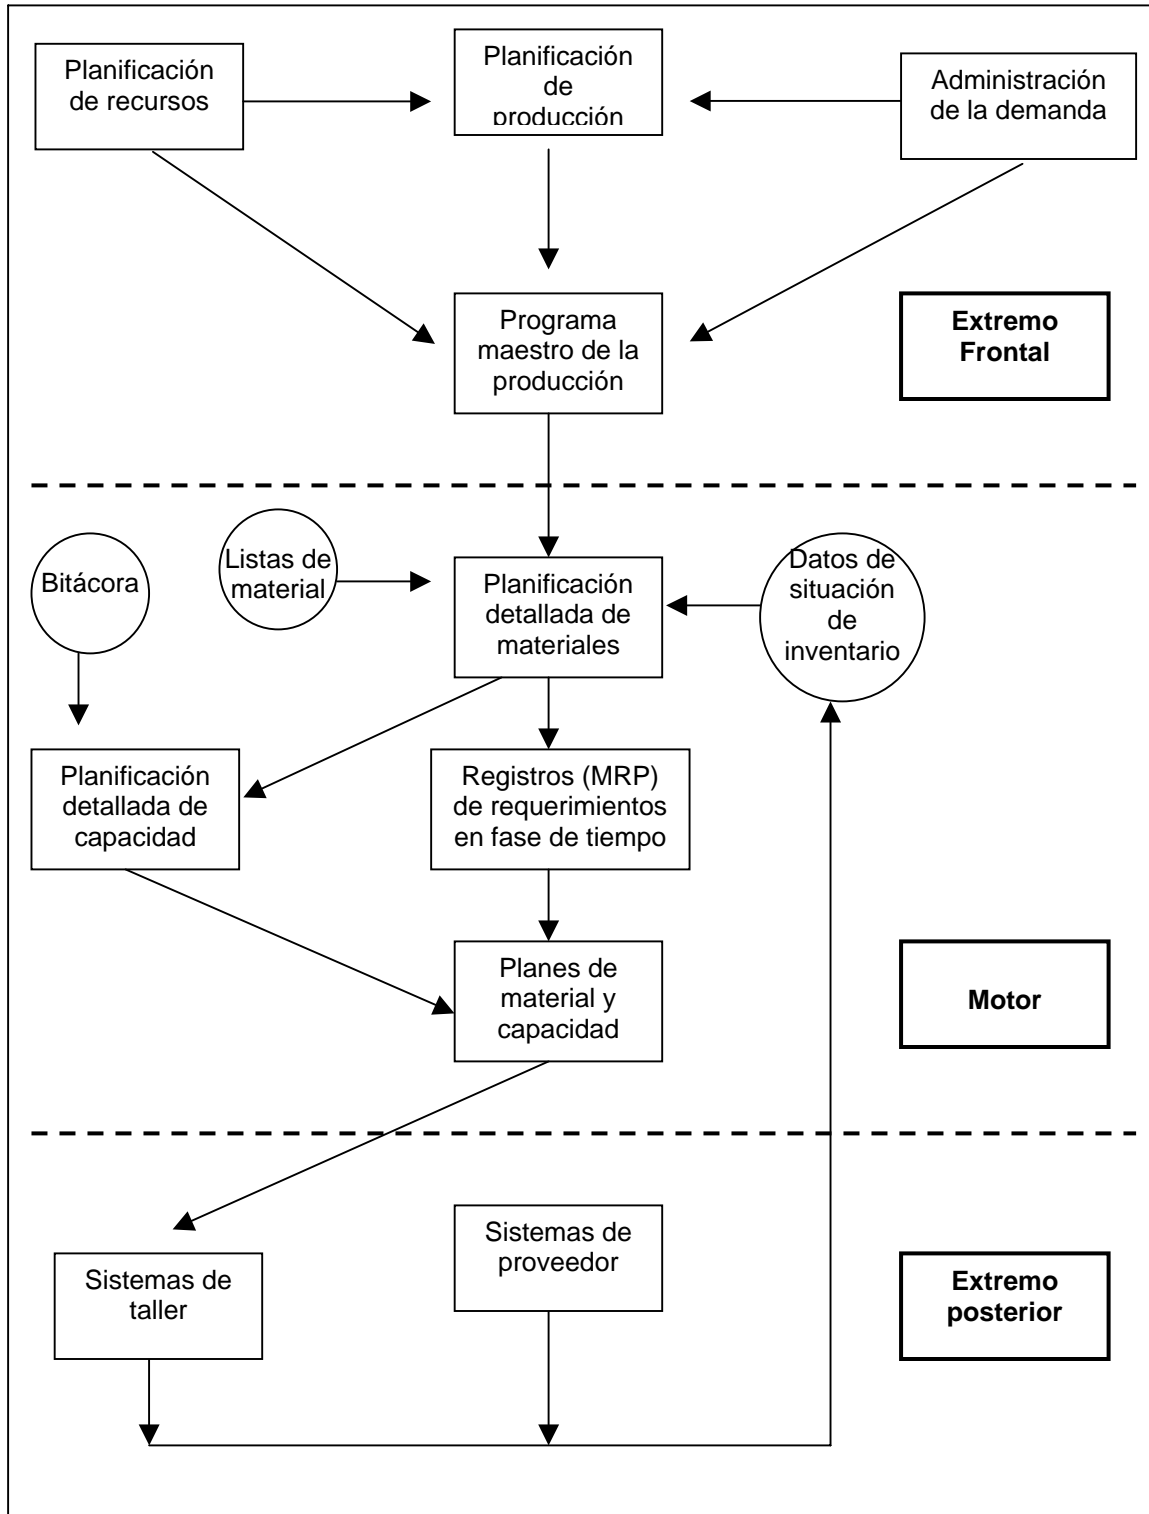 Planificación
de recursos
Planificación
de
producción
Administración
de la demanda
Programa
maestro de la
producción
Extremo
Frontal
Bitácora
Listas de
material
Planificación
detallada de
materiales
Datos de
situación
de
inventario
Planificación
detallada de
capacidad
Registros (MRP)
de requerimientos
en fase de tiempo
Planes de
material y
capacidad
Motor
Sistemas de
taller
Sistemas de
proveedor
Extremo
posterior